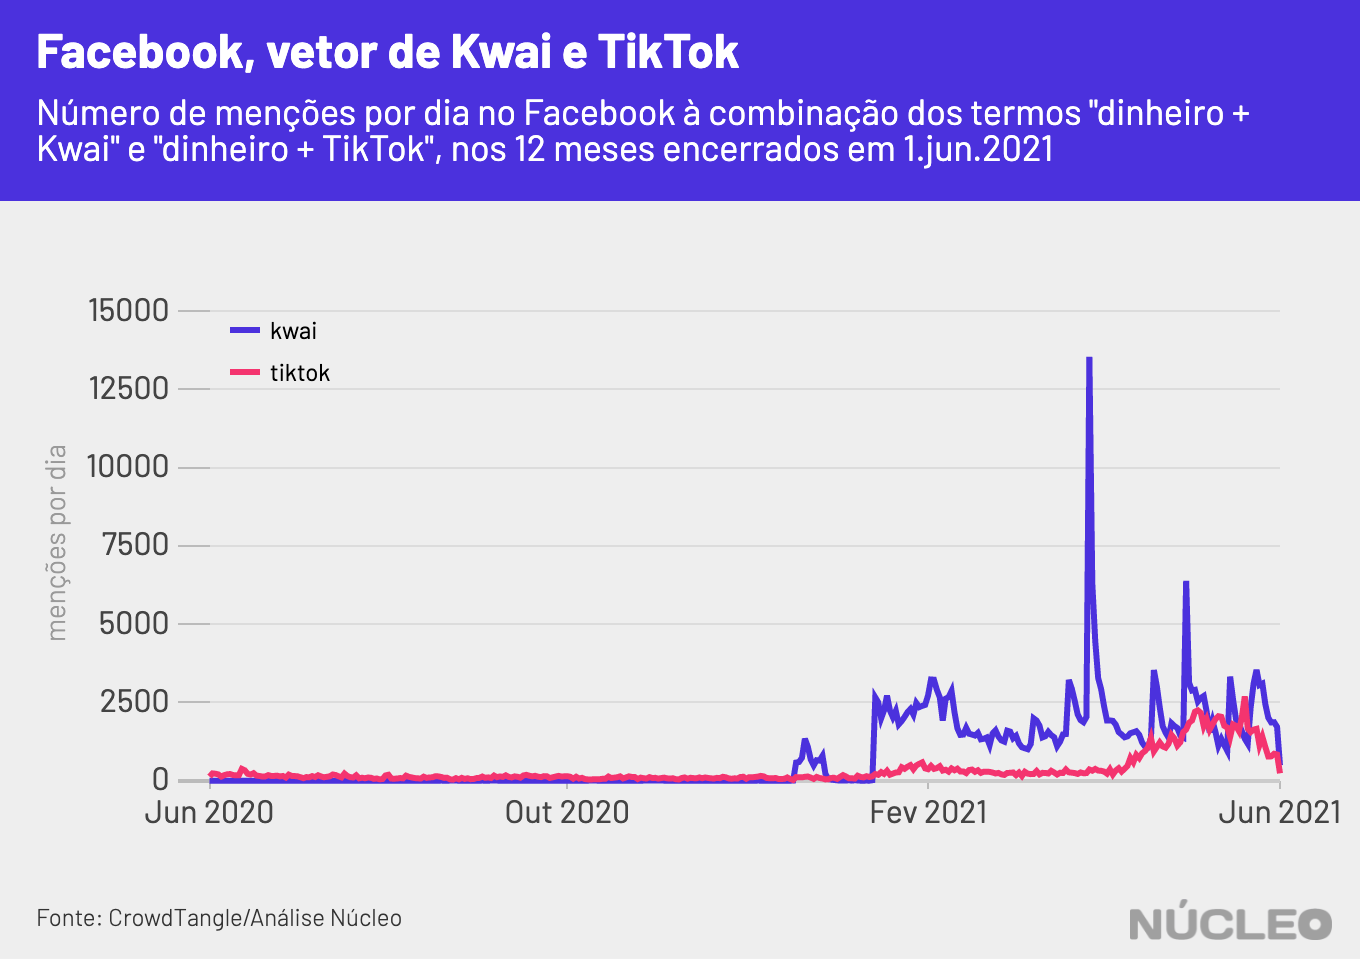 Facebook, vetor de Kwai e TikTok
Número de menções por dia no Facebook à combinação dos termos "dinheiro +
Kwai" e "dinheiro + TikTok", nos 12 meses encerrados em 1.jun.2021
15000
kwai
tiktok
12500
10000
7500
5000
2500
0
menções por dia
Jun 2020
Out 2020
Fev 2021
Jun 2021
Fonte: CrowdTangle/Análise Núcleo
NÚCLEO